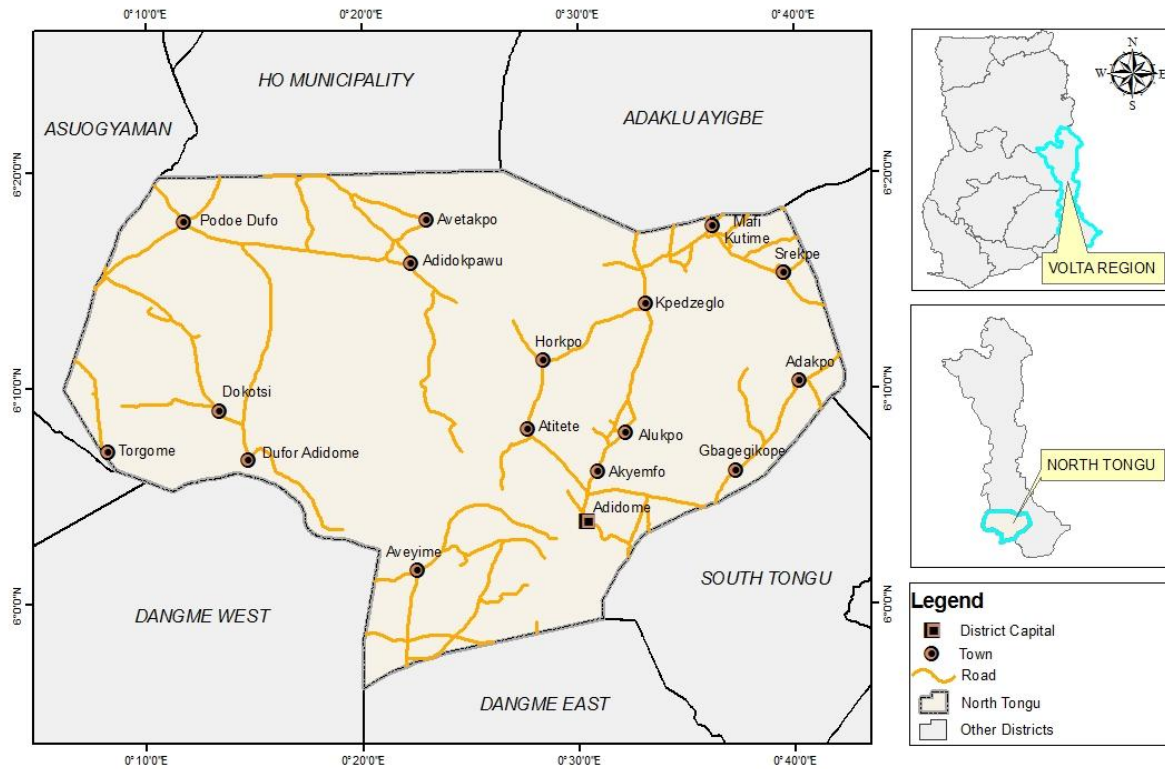 0°10'0"E
0°20'0"E
0°30'0"E
0°40'0"E
6°20'0"N
6°10'0"N
6°0'0"N
HO MUNICIPALITY
ASUOGYAMAN
ADAKLU AYIGBE
Podoe Dufo
Avetakpo
Mafi
Kutime
Adidokpawu
Srekpe
Kpedzeglo
Horkpo
Adakpo
Dokotsi
Atitete
Alukpo
Torgome
Dufor Adidome
Gbagegikope
Akyemfo
Adidome
Aveyime
SOUTH TONGU
DANGME WEST
DANGME EAST
6°20'0"N
6°10'0"N
6°0'0"N
0°10'0"E
0°20'0"E
0°30'0"E
0°40'0"E
N
W
E
S
VOLTA REGION
NORTH TONGU
Legend
District Capital
Town
Road
North Tongu
Other Districts